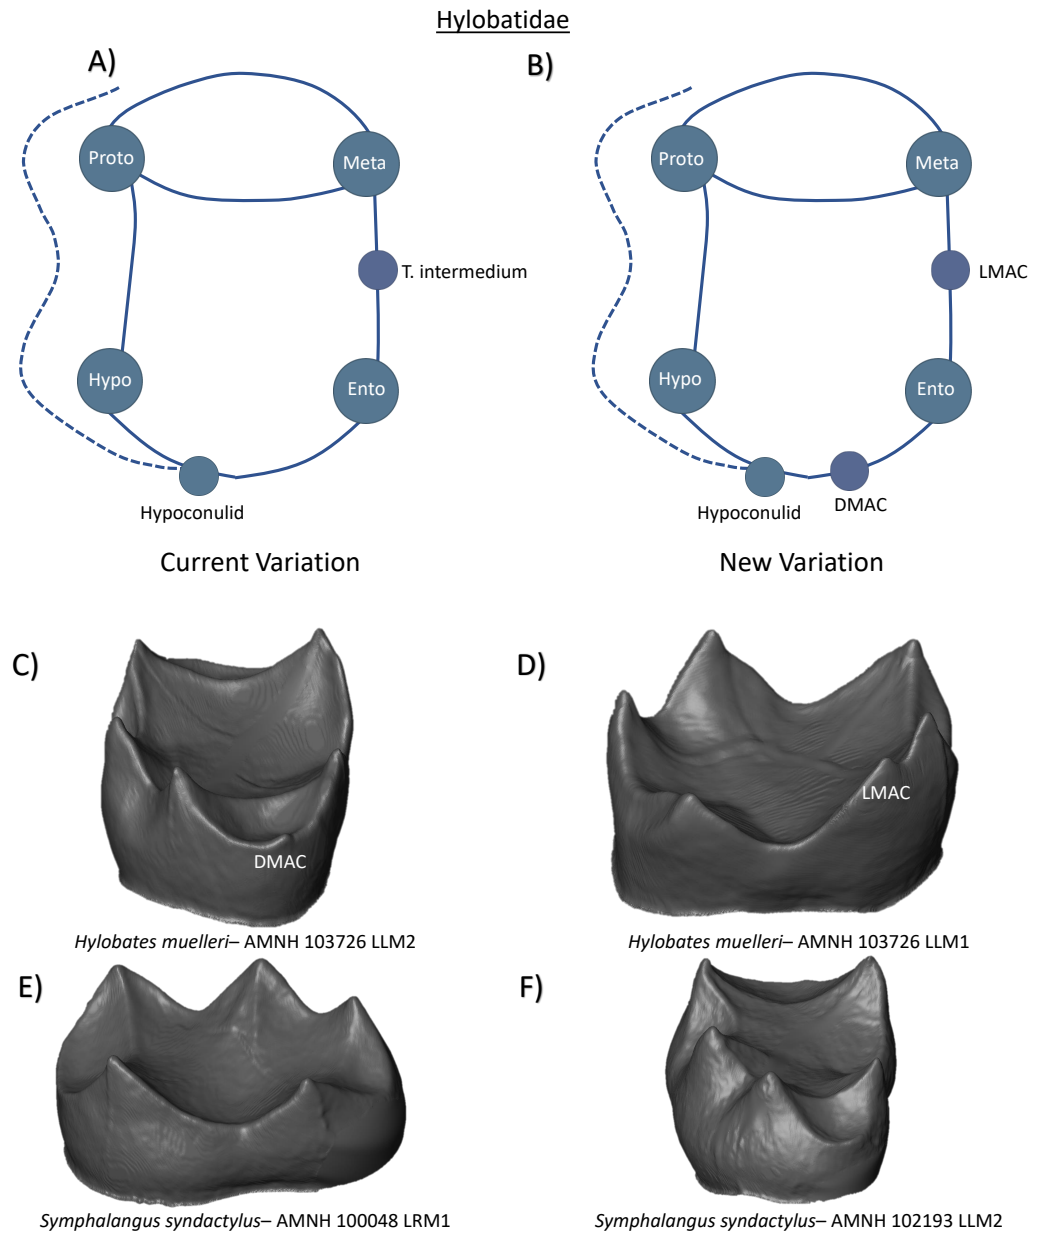 Hylobatidae
A)
B)
Proto
Meta
Proto
Meta
T. intermedium
LMAC
Hypo
Ento
Hypo
Ento
Hypoconulid
Hypoconulid
DMAC
Current Variation
New Variation
C)
D)
LMAC
DMAC
Hylobates muelleri– AMNH 103726 LLM2
Hylobates muelleri– AMNH 103726 LLM1
E)
F)
Symphalangus syndactylus– AMNH 100048 LRM1
Symphalangus syndactylus– AMNH 102193 LLM2